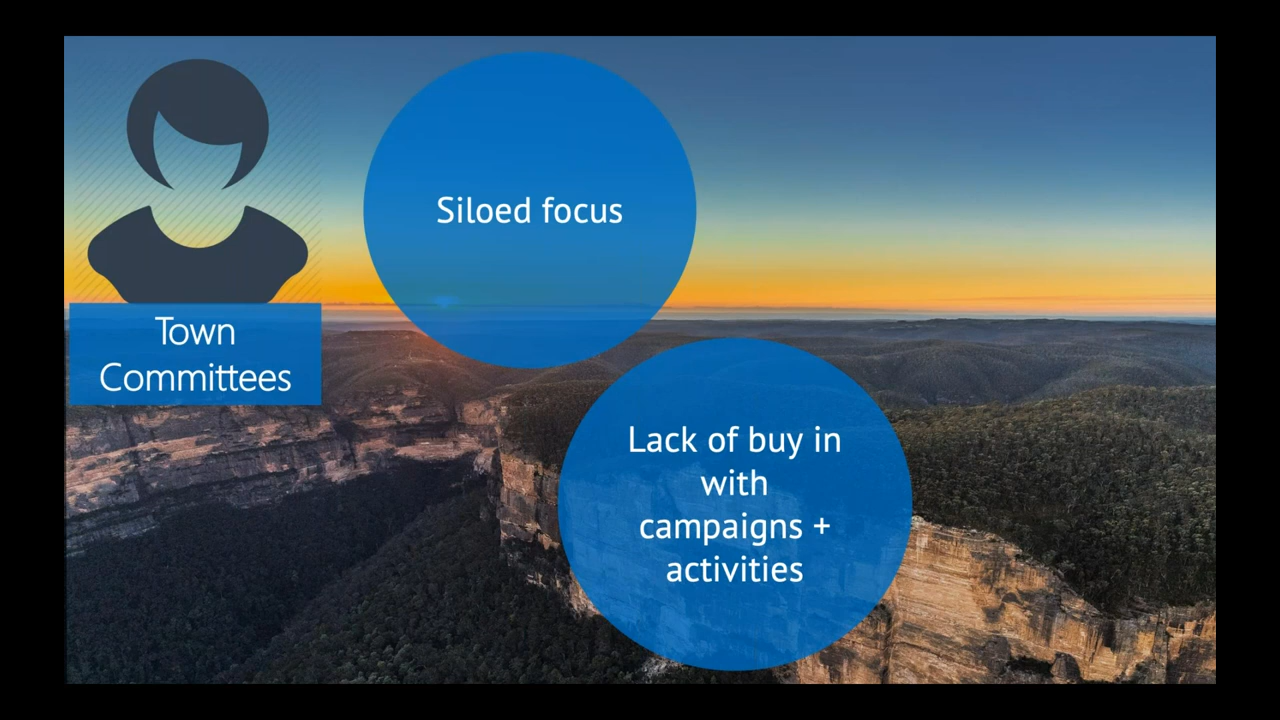 Town
Committees
Siloed focus
Lack of buy in
with
campaigns +
activities